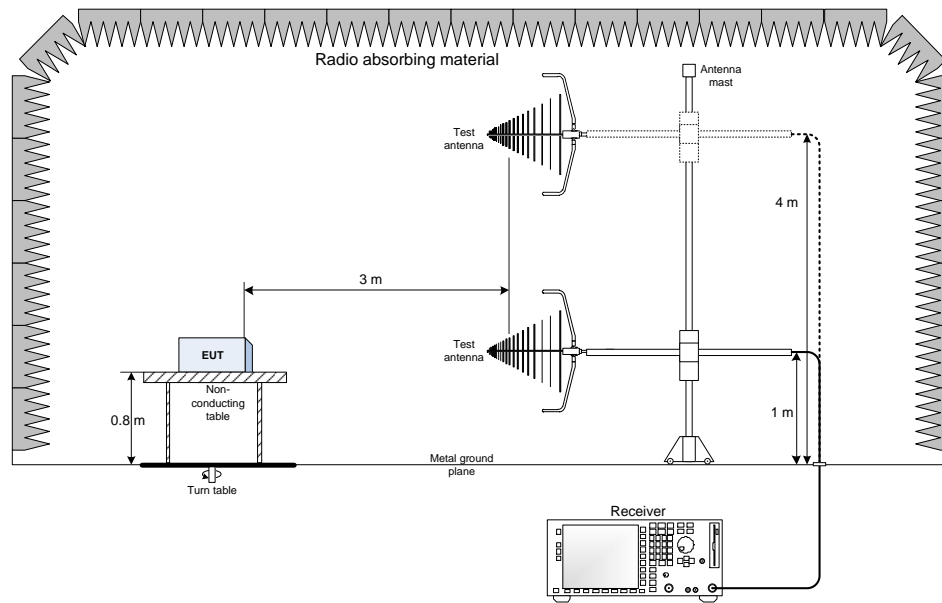 Radio absorbing material
Antenna
mast
Test
antenna
4 m
3 m
Test
antenna
EUT
Non-
conducting
table
0.8 m
1 m
Metal ground
plane
Turn table
Receiver